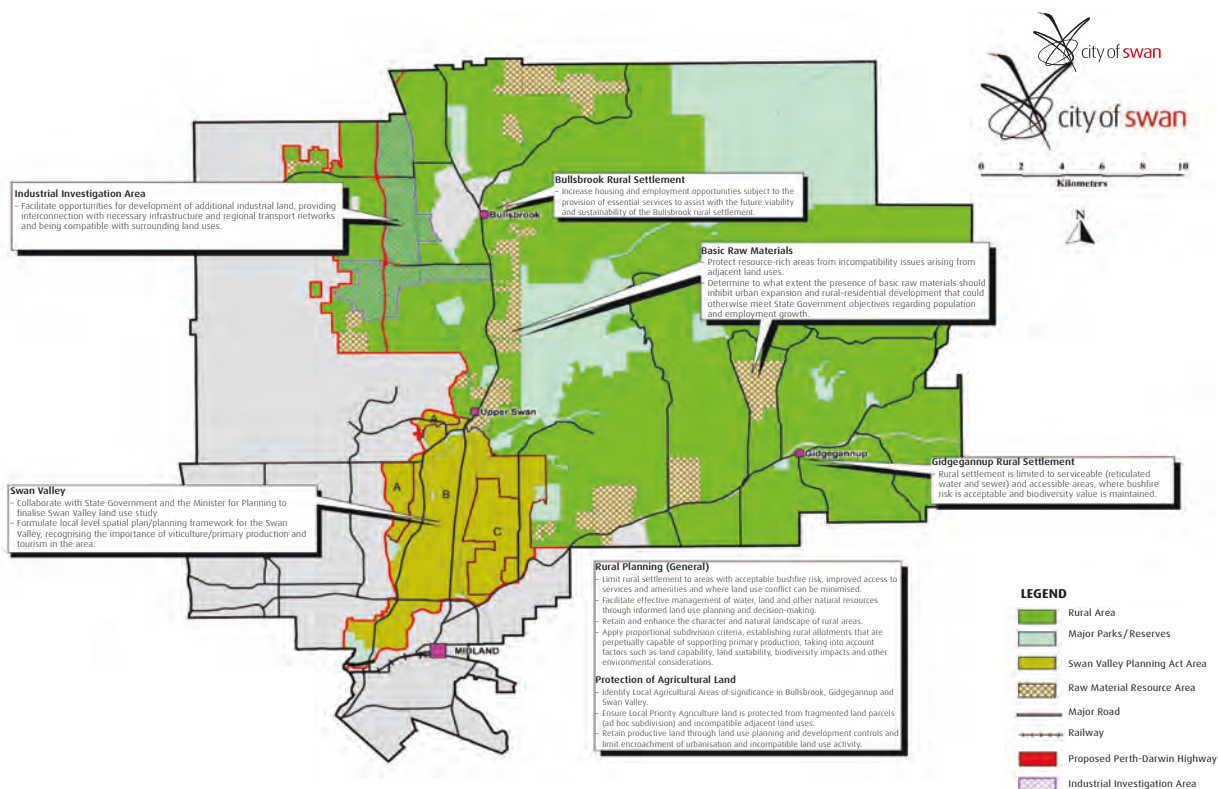 city of swan
city of swan
0 2 4 6 8 10
Kilometers
N
Industrial Investigation Area
– Facilitate opportunities for development of additional industrial land, providing
interconnection with necessary infrastructure and regional transport networks
and being compatible with surrounding land uses.
Bullsbrook Rural Settlement
– Increase housing and employment opportunities subject to the
provision of essential services to assist with the future viability
and sustainability of the Bullsbrook rural settlement.
Bullsbrook
Basic Raw Materials
– Protect resource-rich areas from incompatibility issues arising from
adjacent land uses.
– Determine to what extent the presence of basic raw materials should
inhibit urban expansion and rural-residential development that could
otherwise meet State Government objectives regarding population
and employment growth.
Upper Swan
A
Gidgegannup
Gidgegannup Rural Settlement
– Rural settlement is limited to serviceable (reticulated
water and sewer) and accessible areas, where bushfire
risk is acceptable and biodiversity value is maintained.
A
B
C
Swan Valley
– Collaborate with State Government and the Minister for Planning to
finalise Swan Valley land use study.
– Formulate local level spatial plan/planning framework for the Swan
Valley, recognising the importance of viticulture/primary production and
tourism in the area.
MIDLAND
Rural Planning (General)
– Limit rural settlement to areas with acceptable bushfire risk, improved access to
services and amenities and where land use conflict can be minimised.
– Facilitate effective management of water, land and other natural resources
through informed land use planning and decision-making.
– Retain and enhance the character and natural landscape of rural areas.
– Apply proportional subdivision criteria, establishing rural allotments that are
perpetually capable of supporting primary production, taking into account
factors such as land capability, land suitability, biodiversity impacts and other
environmental considerations.
Protection of Agricultural Land
– Identify Local Agricultural Areas of significance in Bullsbrook, Gidgegannup and
Swan Valley.
– Ensure Local Priority Agriculture land is protected from fragmented land parcels
(ad hoc subdivision) and incompatible adjacent land uses.
– Retain productive land through land use planning and development controls and
limit encroachment of urbanisation and incompatible land use activity.
LEGEND
Rural Area
Major Parks/Reserves
Swan Valley Planning Act Area
Raw Material Resource Area
Major Road
Railway
Proposed Perth-Darwin Highway
Industrial Investigation Area